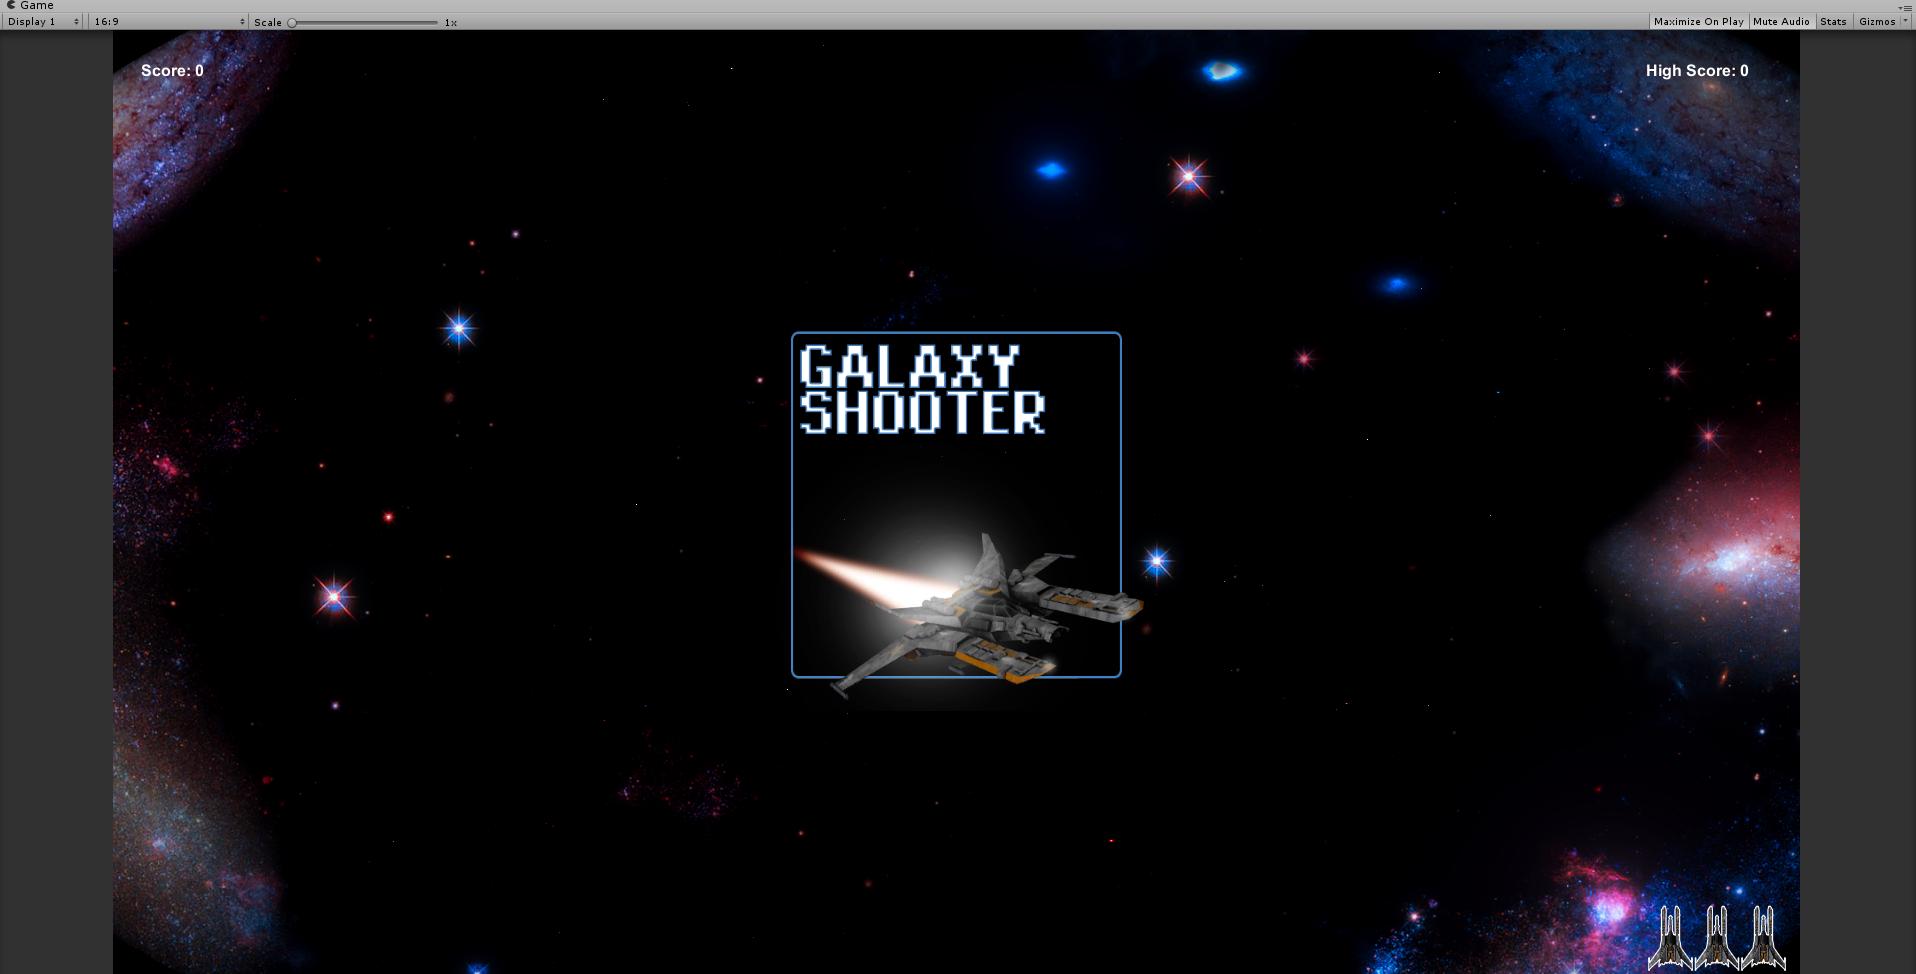 Game
Display 1
16:9
Scale
1x
Maximize On Play
Mute Audio
Stats
Gizmos
Score: 0
High Score: 0
GALAXY
SHOOTER